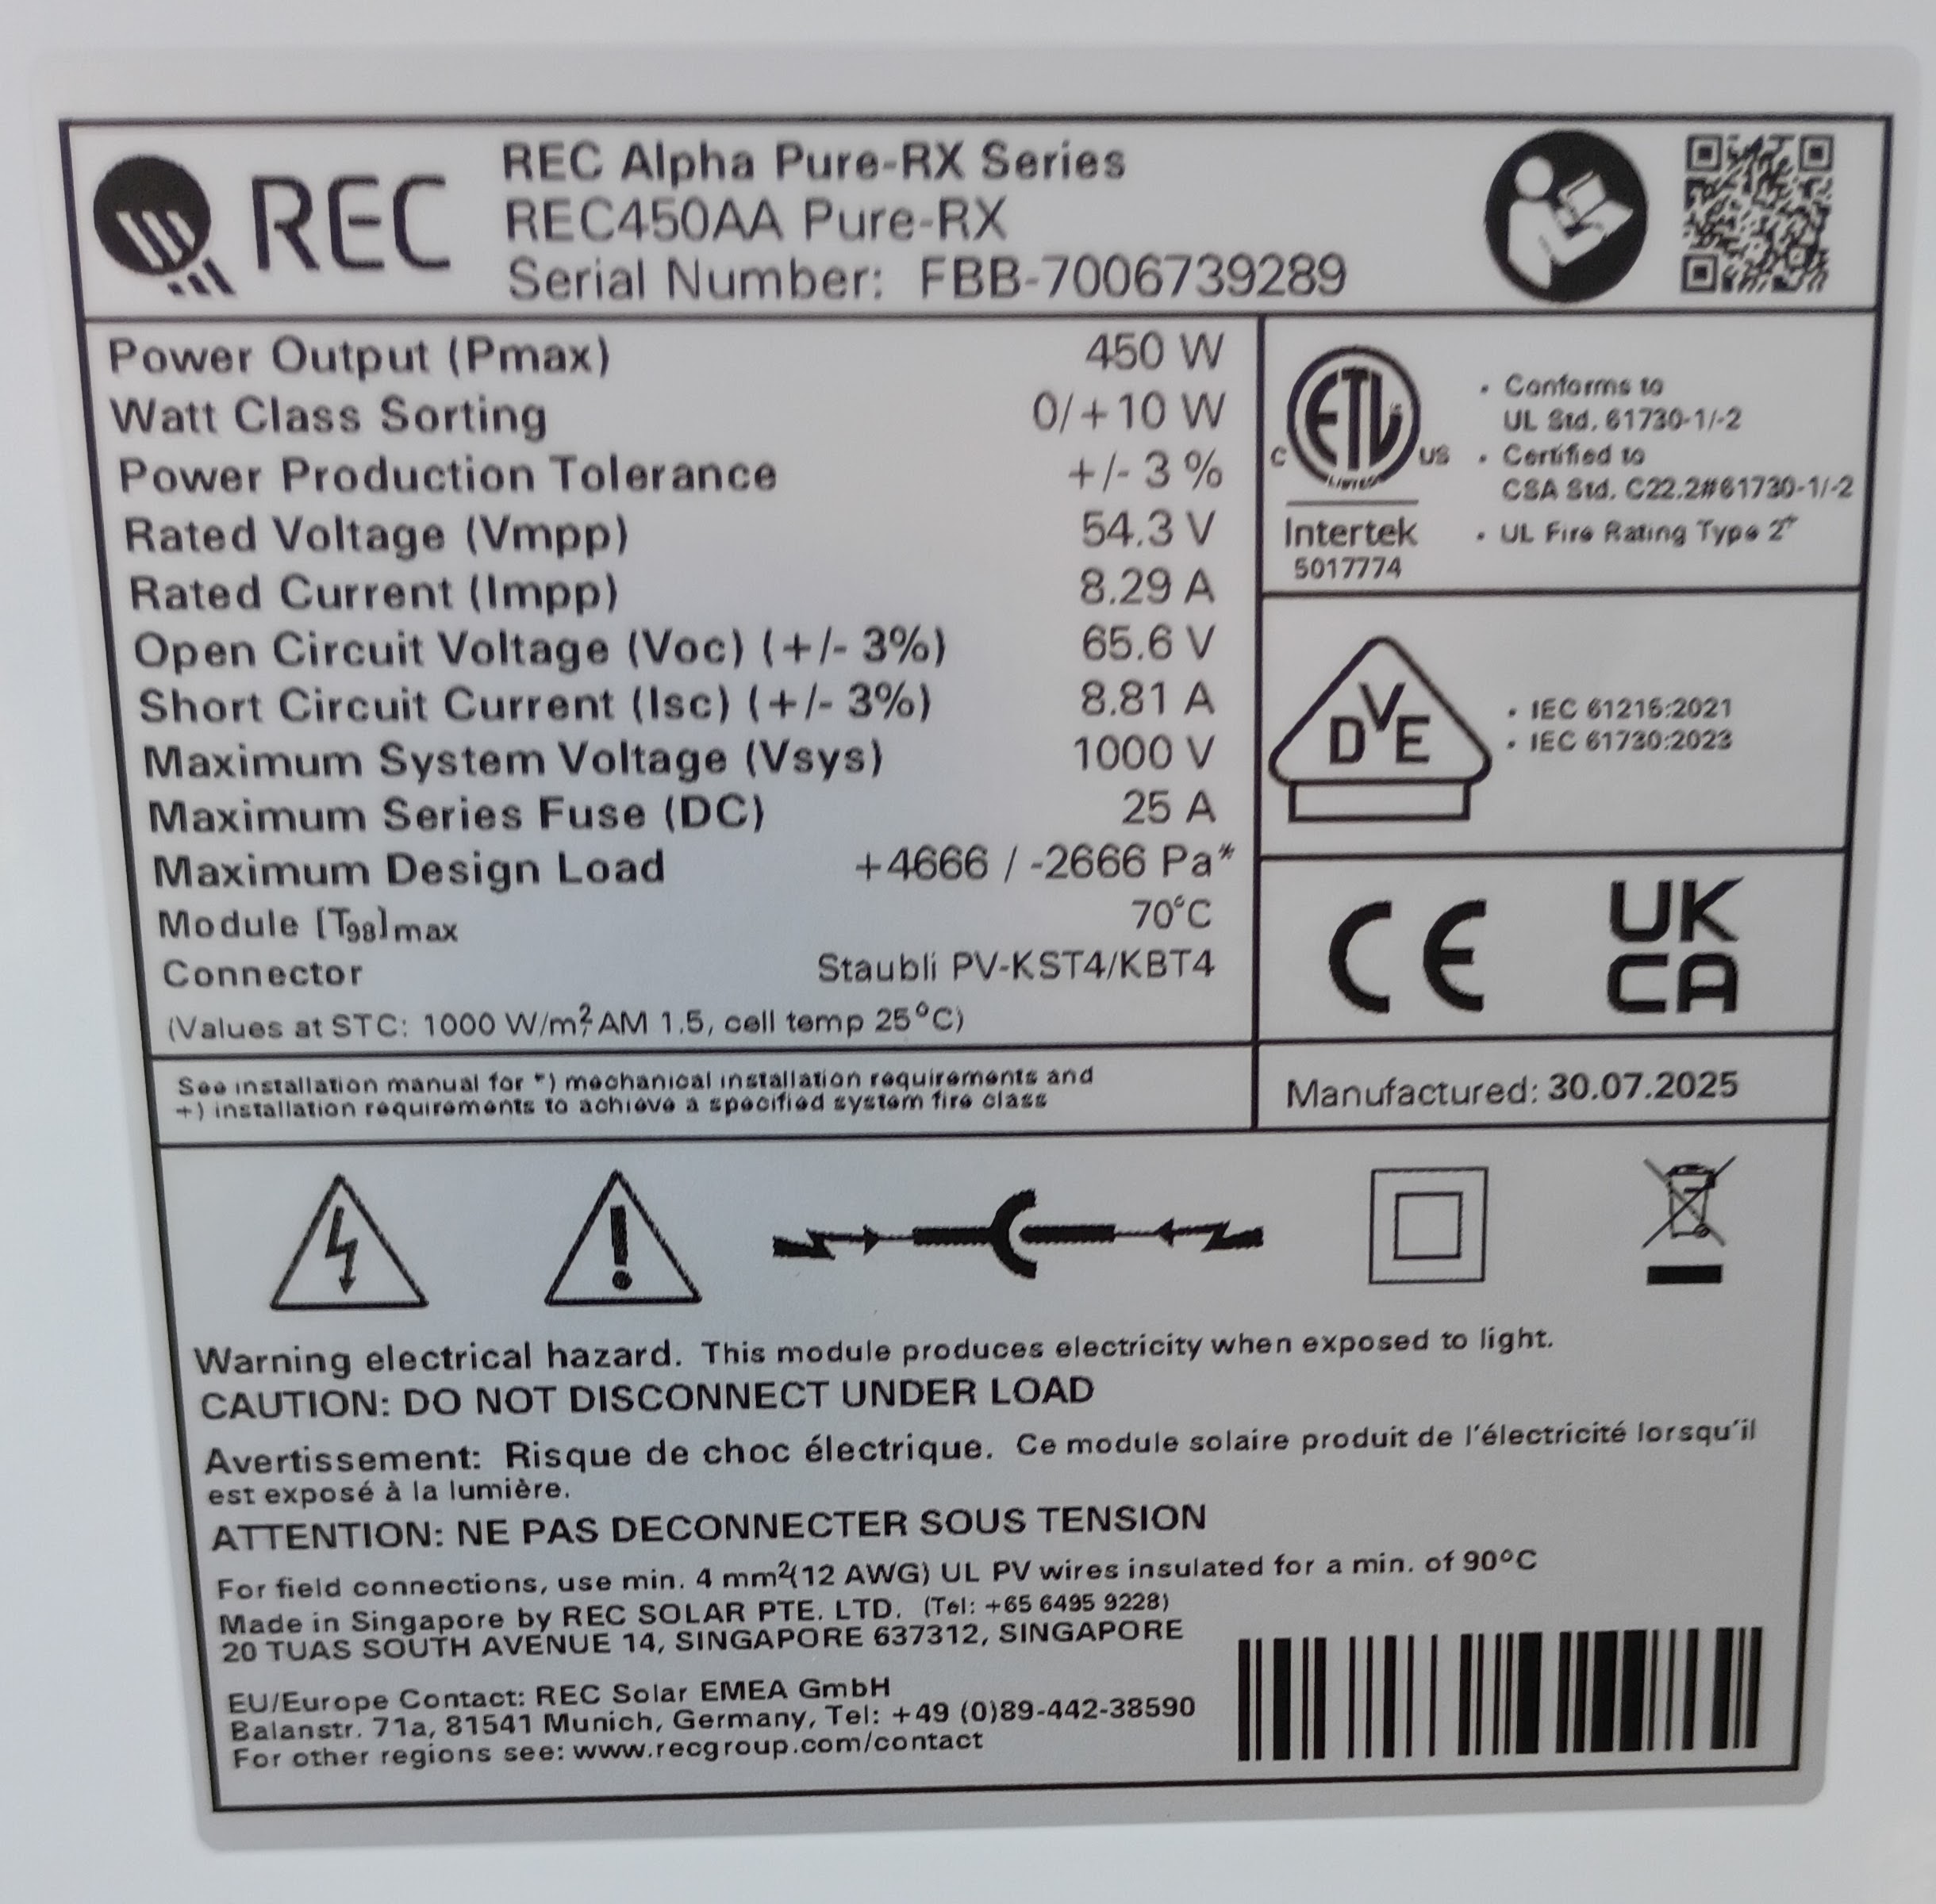 REC
REC Alpha Pure-RX Series
REC450AA Pure-RX
Serial Number: FBB-7006739289
Power Output (Pmax) 450 W
Watt Class Sorting 0/+10 W
Power Production Tolerance +/- 3 %
Rated Voltage (Vmpp) 54.3 V
Rated Current (Impp) 8.29 A
Open Circuit Voltage (Voc) (+/- 3%) 65.6 V
Short Circuit Current (Isc) (+/- 3%) 8.81 A
Maximum System Voltage (Vsys) 1000 V
Maximum Series Fuse (DC) 25 A
Maximum Design Load +4666 / -2666 Pa*
Module [T98]max 70°C
Connector Staubli PV-KST4/KBT4
(Values at STC: 1000 W/m², AM 1.5, cell temp 25°C)
ETL
C US
LISTED
Intertek
5017774
• Conforms to
UL Std. 61730-1/-2
• Certified to
CSA Std. C22.2#61730-1/-2
• UL Fire Rating Type 2+
DVE
• IEC 61215:2021
• IEC 61730:2023
CE
UK
CA
See installation manual for *) mechanical installation requirements and
+) installation requirements to achieve a specified system fire class
Manufactured: 30.07.2025
Warning electrical hazard. This module produces electricity when exposed to light.
CAUTION: DO NOT DISCONNECT UNDER LOAD
Avertissement: Risque de choc électrique. Ce module solaire produit de l'électricité lorsqu'il
est exposé à la lumière.
ATTENTION: NE PAS DECONNECTER SOUS TENSION
For field connections, use min. 4 mm²(12 AWG) UL PV wires insulated for a min. of 90°C
Made in Singapore by REC SOLAR PTE. LTD. (Tel: +65 6495 9228)
20 TUAS SOUTH AVENUE 14, SINGAPORE 637312, SINGAPORE
EU/Europe Contact: REC Solar EMEA GmbH
Balanstr. 71a, 81541 Munich, Germany, Tel: +49 (0)89-442-38590
For other regions see: www.recgroup.com/contact